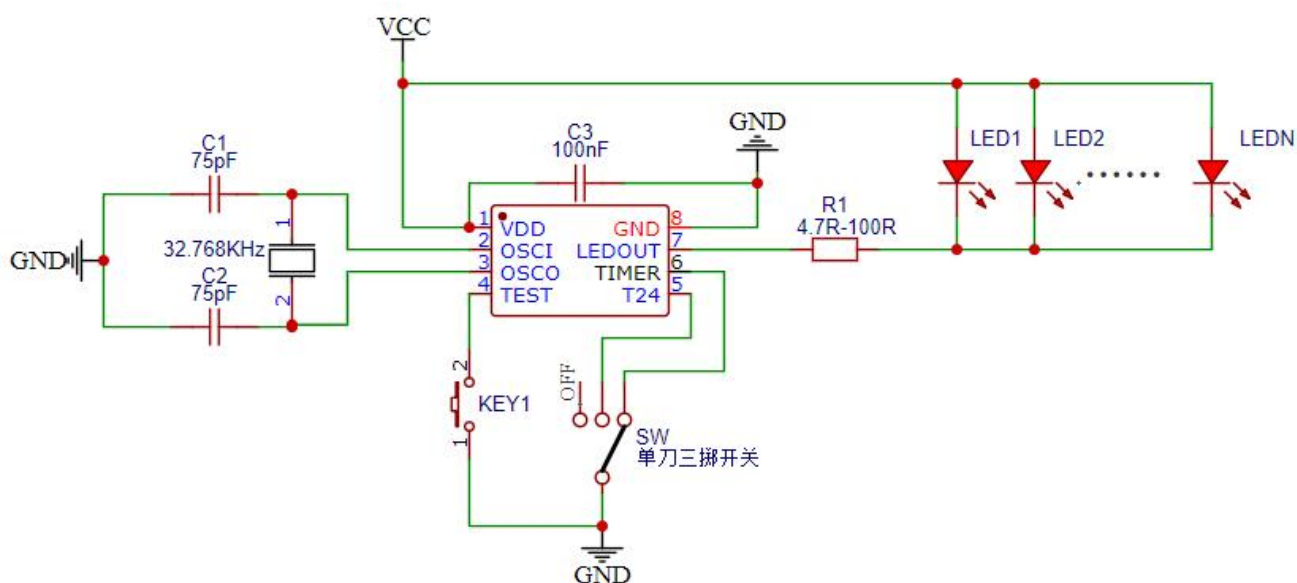 VCC
GND
C3
100nF
LED1
LED2
......
LEDN
C1
75pF
1
32.768KHz
GND
C2
75pF
2
1
VDD
GND
8
2
OSCI
LEDOUT
7
3
OSCO
TIMER
6
4
TEST
T24
5
R1
4.7R-100R
2
KEY1
1
OFF
SW
单刀三掷开关
GND